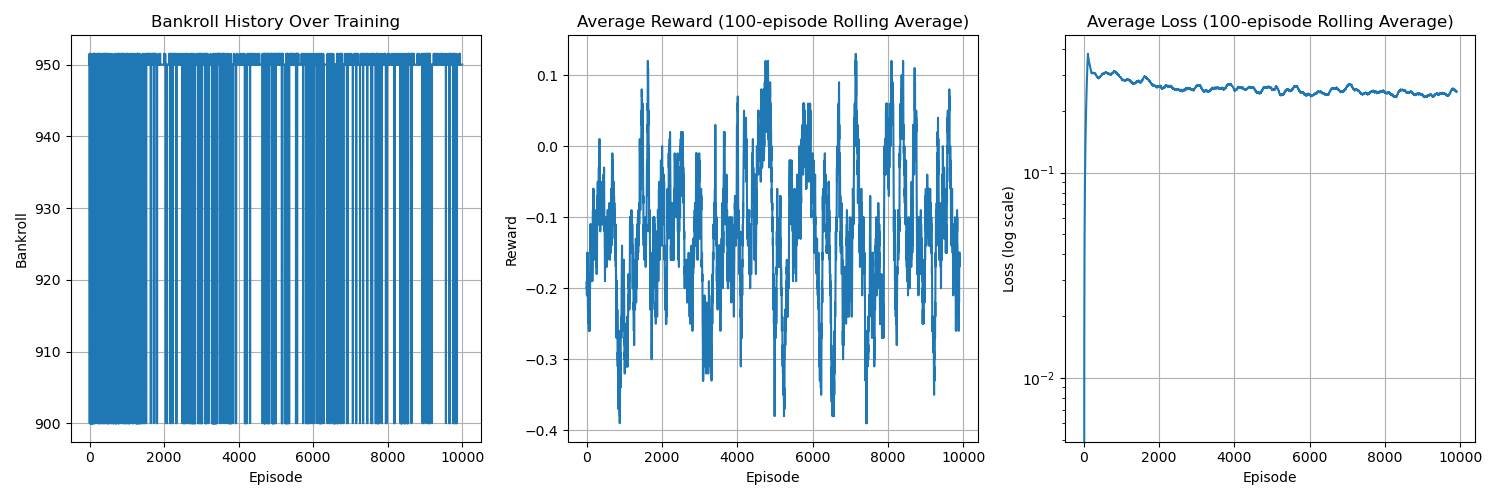 Bankroll History Over Training
950
940
930
920
910
900
Bankroll
0 2000 4000 6000 8000 10000
Episode
Average Reward (100-episode Rolling Average)
0.1
0.0
−0.1
−0.2
−0.3
−0.4
Reward
0 2000 4000 6000 8000 10000
Episode
Average Loss (100-episode Rolling Average)
10⁻¹
10⁻²
Loss (log scale)
0 2000 4000 6000 8000 10000
Episode